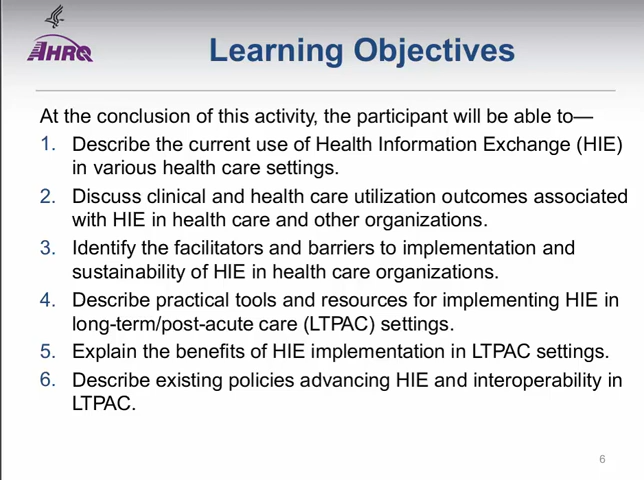 AHRQ
Learning Objectives
At the conclusion of this activity, the participant will be able to—
1. Describe the current use of Health Information Exchange (HIE)
in various health care settings.
2. Discuss clinical and health care utilization outcomes associated
with HIE in health care and other organizations.
3. Identify the facilitators and barriers to implementation and
sustainability of HIE in health care organizations.
4. Describe practical tools and resources for implementing HIE in
long-term/post-acute care (LTPAC) settings.
5. Explain the benefits of HIE implementation in LTPAC settings.
6. Describe existing policies advancing HIE and interoperability in
LTPAC.
6